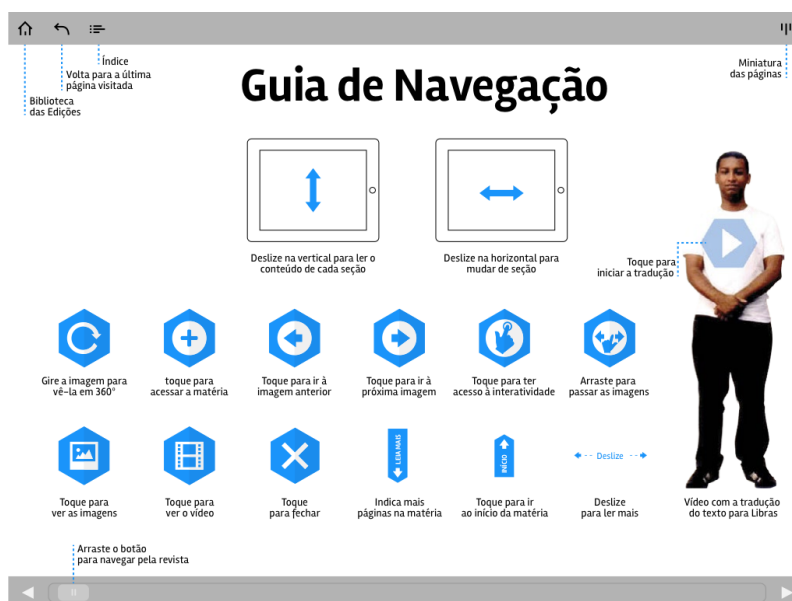 Índice
Volta para a última
página visitada
Biblioteca
das Edições
Miniatura
das páginas
Guia de Navegação
Deslize na vertical para ler o
conteúdo de cada seção
Deslize na horizontal para
mudar de seção
Toque para
iniciar a tradução
Gire a imagem para
vê-la em 360°
toque para
acessar a matéria
Toque para ir à
imagem anterior
Toque para ir à
próxima imagem
Toque para ter
acesso à interatividade
Arraste para
passar as imagens
LEIA MAIS
INÍCIO
Deslize
Toque para
ver as imagens
Toque para
ver o vídeo
Toque
para fechar
Indica mais
páginas na matéria
Toque para ir
ao início da matéria
Deslize
para ler mais
Vídeo com a tradução
do texto para Libras
Arraste o botão
para navegar pela revista